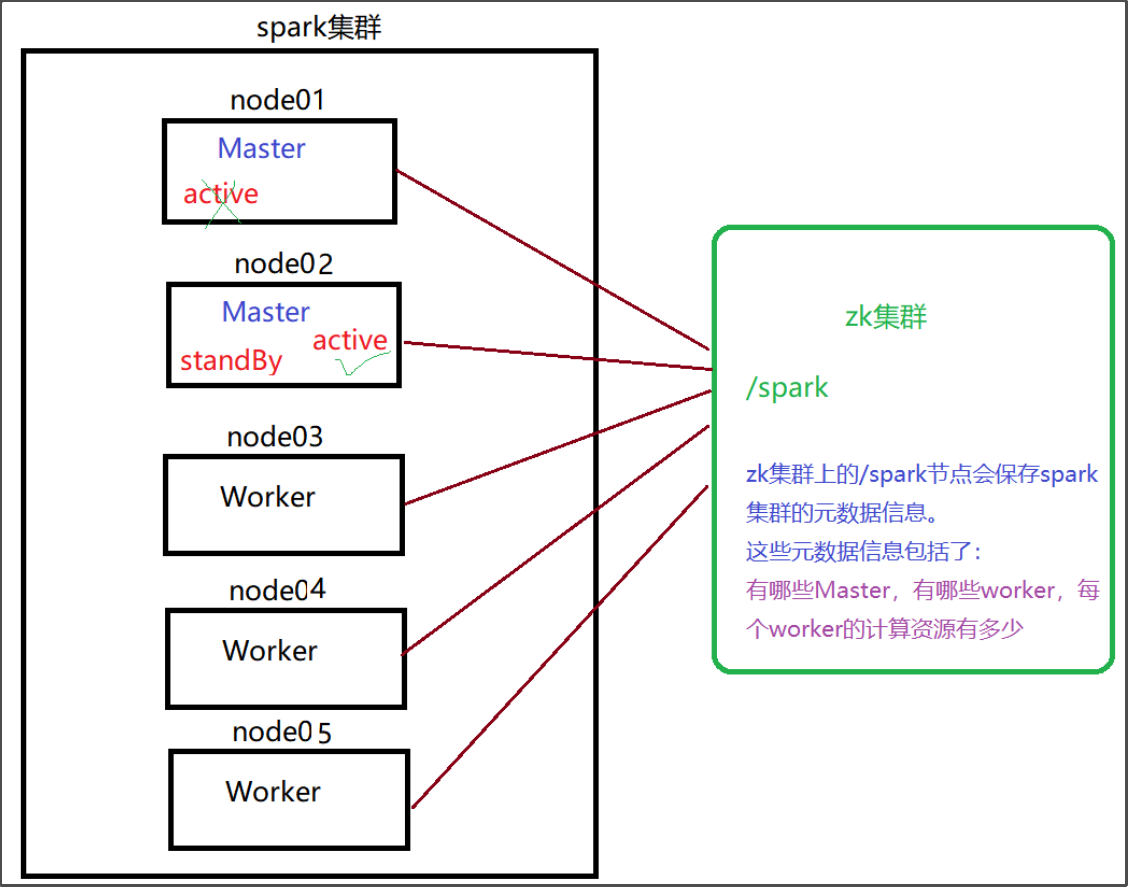 spark集群
node01
Master
active
node02
Master
active
standBy
node03
Worker
node04
Worker
node05
Worker
zk集群
/spark
zk集群上的/spark节点会保存spark
集群的元数据信息。
这些元数据信息包括了：
有哪些Master，有哪些worker，每
个worker的计算资源有多少